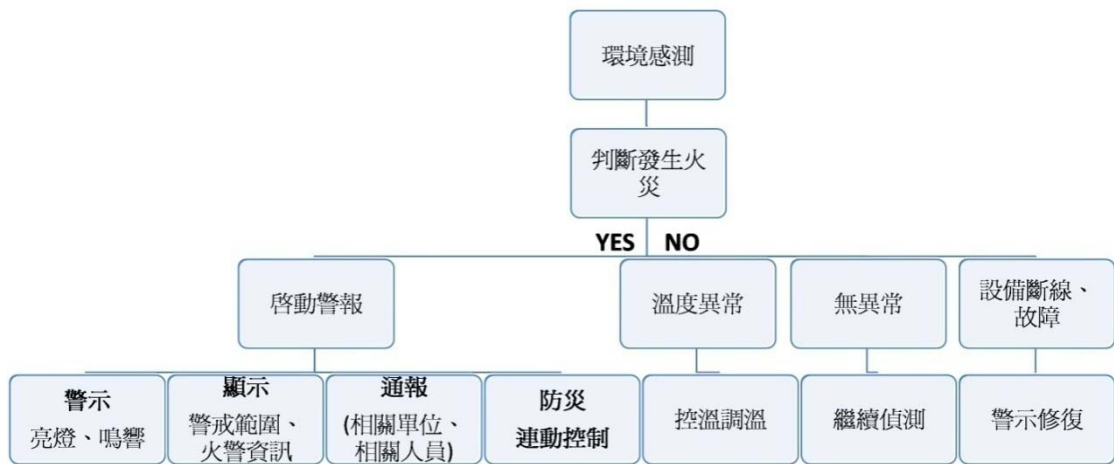 環境感測
判斷發生火
災
YES NO
啓動警報
溫度異常
無異常
設備斷線、
故障
警示
亮燈、鳴響
顯示
警戒範圍、
火警資訊
通報
(相關單位、
相關人員)
防災
連動控制
控溫調溫
繼續偵測
警示修復